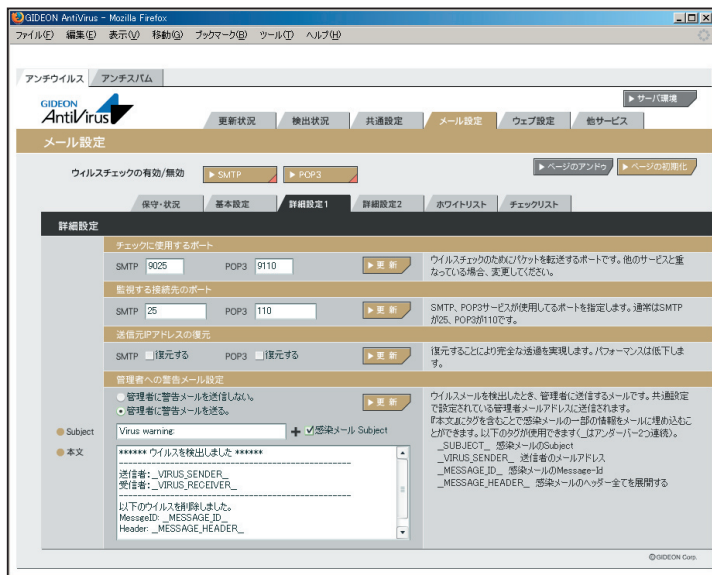 GIDEON AntiVirus - Mozilla Firefox
ファイル(F) 編集(E) 表示(V) 移動(G) ブックマーク(B) ツール(T) ヘルプ(H)
アンチウイルス アンチスパム
▶ サーバ環境
GIDEON
AntiVirus
更新状況 検出状況 共通設定 メール設定 ウェブ設定 他サービス
メール設定
ウィルスチェックの有効/無効 ▶ SMTP ▶ POP3 ▶ ページのアンドゥ ▶ ページの初期化
保守・状況 基本設定 詳細設定1 詳細設定2 ホワイトリスト チェックリスト
詳細設定
チェックに使用するポート
SMTP 9025 POP3 9110 ▶更 新
ウイルスチェックのためにパケットを転送するポートです。他のサービスと重
なっている場合、変更してください。
監視する接続先のポート
SMTP 25 POP3 110 ▶更 新
SMTP、POP3サービスが使用してるポートを指定します。通常はSMTP
が25、POP3が110です。
送信元IPアドレスの復元
SMTP 復元する POP3 復元する ▶更 新
復元することにより完全な透過を実現します。パフォーマンスは低下しま
す。
管理者への警告メール設定
管理者に警告メールを送信しない。
管理者に警告メールを送る。
▶更 新
Subject Virus warning: + 感染メール Subject
本文
****** ウイルスを検出しました ******
--------------------------------------------------
送信者: _VIRUS_SENDER_
受信者: _VIRUS_RECEIVER_
--------------------------------------------------
以下のウイルスを削除しました。
MessgeID: _MESSAGE_ID_
Header: _MESSAGE_HEADER_
ウイルスメールを検出したとき、管理者に送信するメールです。共通設定
で設定されている管理者メールアドレスに送信されます。
『本文』にタグを含むことで感染メールの一部の情報をメールに埋め込むこ
とができます。以下のタグが使用できます(_はアンダーバー2つ連続)。
_SUBJECT_ 感染メールのSubject
_VIRUS_SENDER_ 送信者のメールアドレス
_MESSAGE_ID_ 感染メールのMessage-Id
_MESSAGE_HEADER_ 感染メールのヘッダー全てを展開する
©GIDEON Corp.